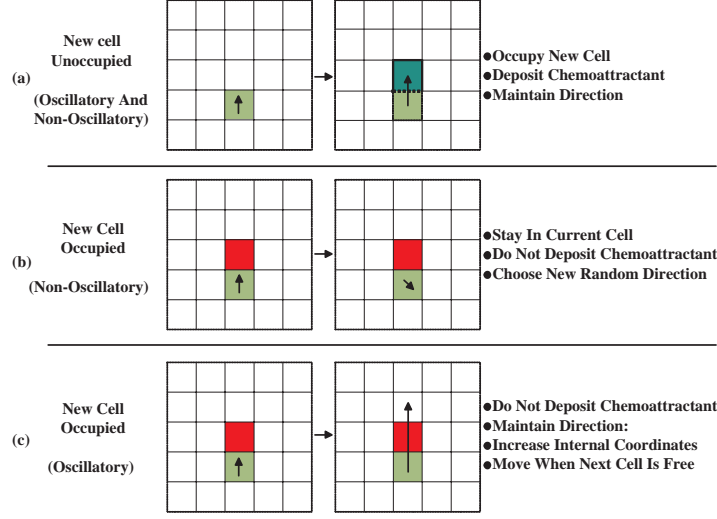 New cell
Unoccupied
(a)
(Oscillatory And
Non-Oscillatory)
●Occupy New Cell
●Deposit Chemoattractant
●Maintain Direction
New Cell
Occupied
(b)
(Non-Oscillatory)
●Stay In Current Cell
●Do Not Deposit Chemoattractant
●Choose New Random Direction
New Cell
Occupied
(c)
(Oscillatory)
●Do Not Deposit Chemoattractant
●Maintain Direction:
●Increase Internal Coordinates
●Move When Next Cell Is Free